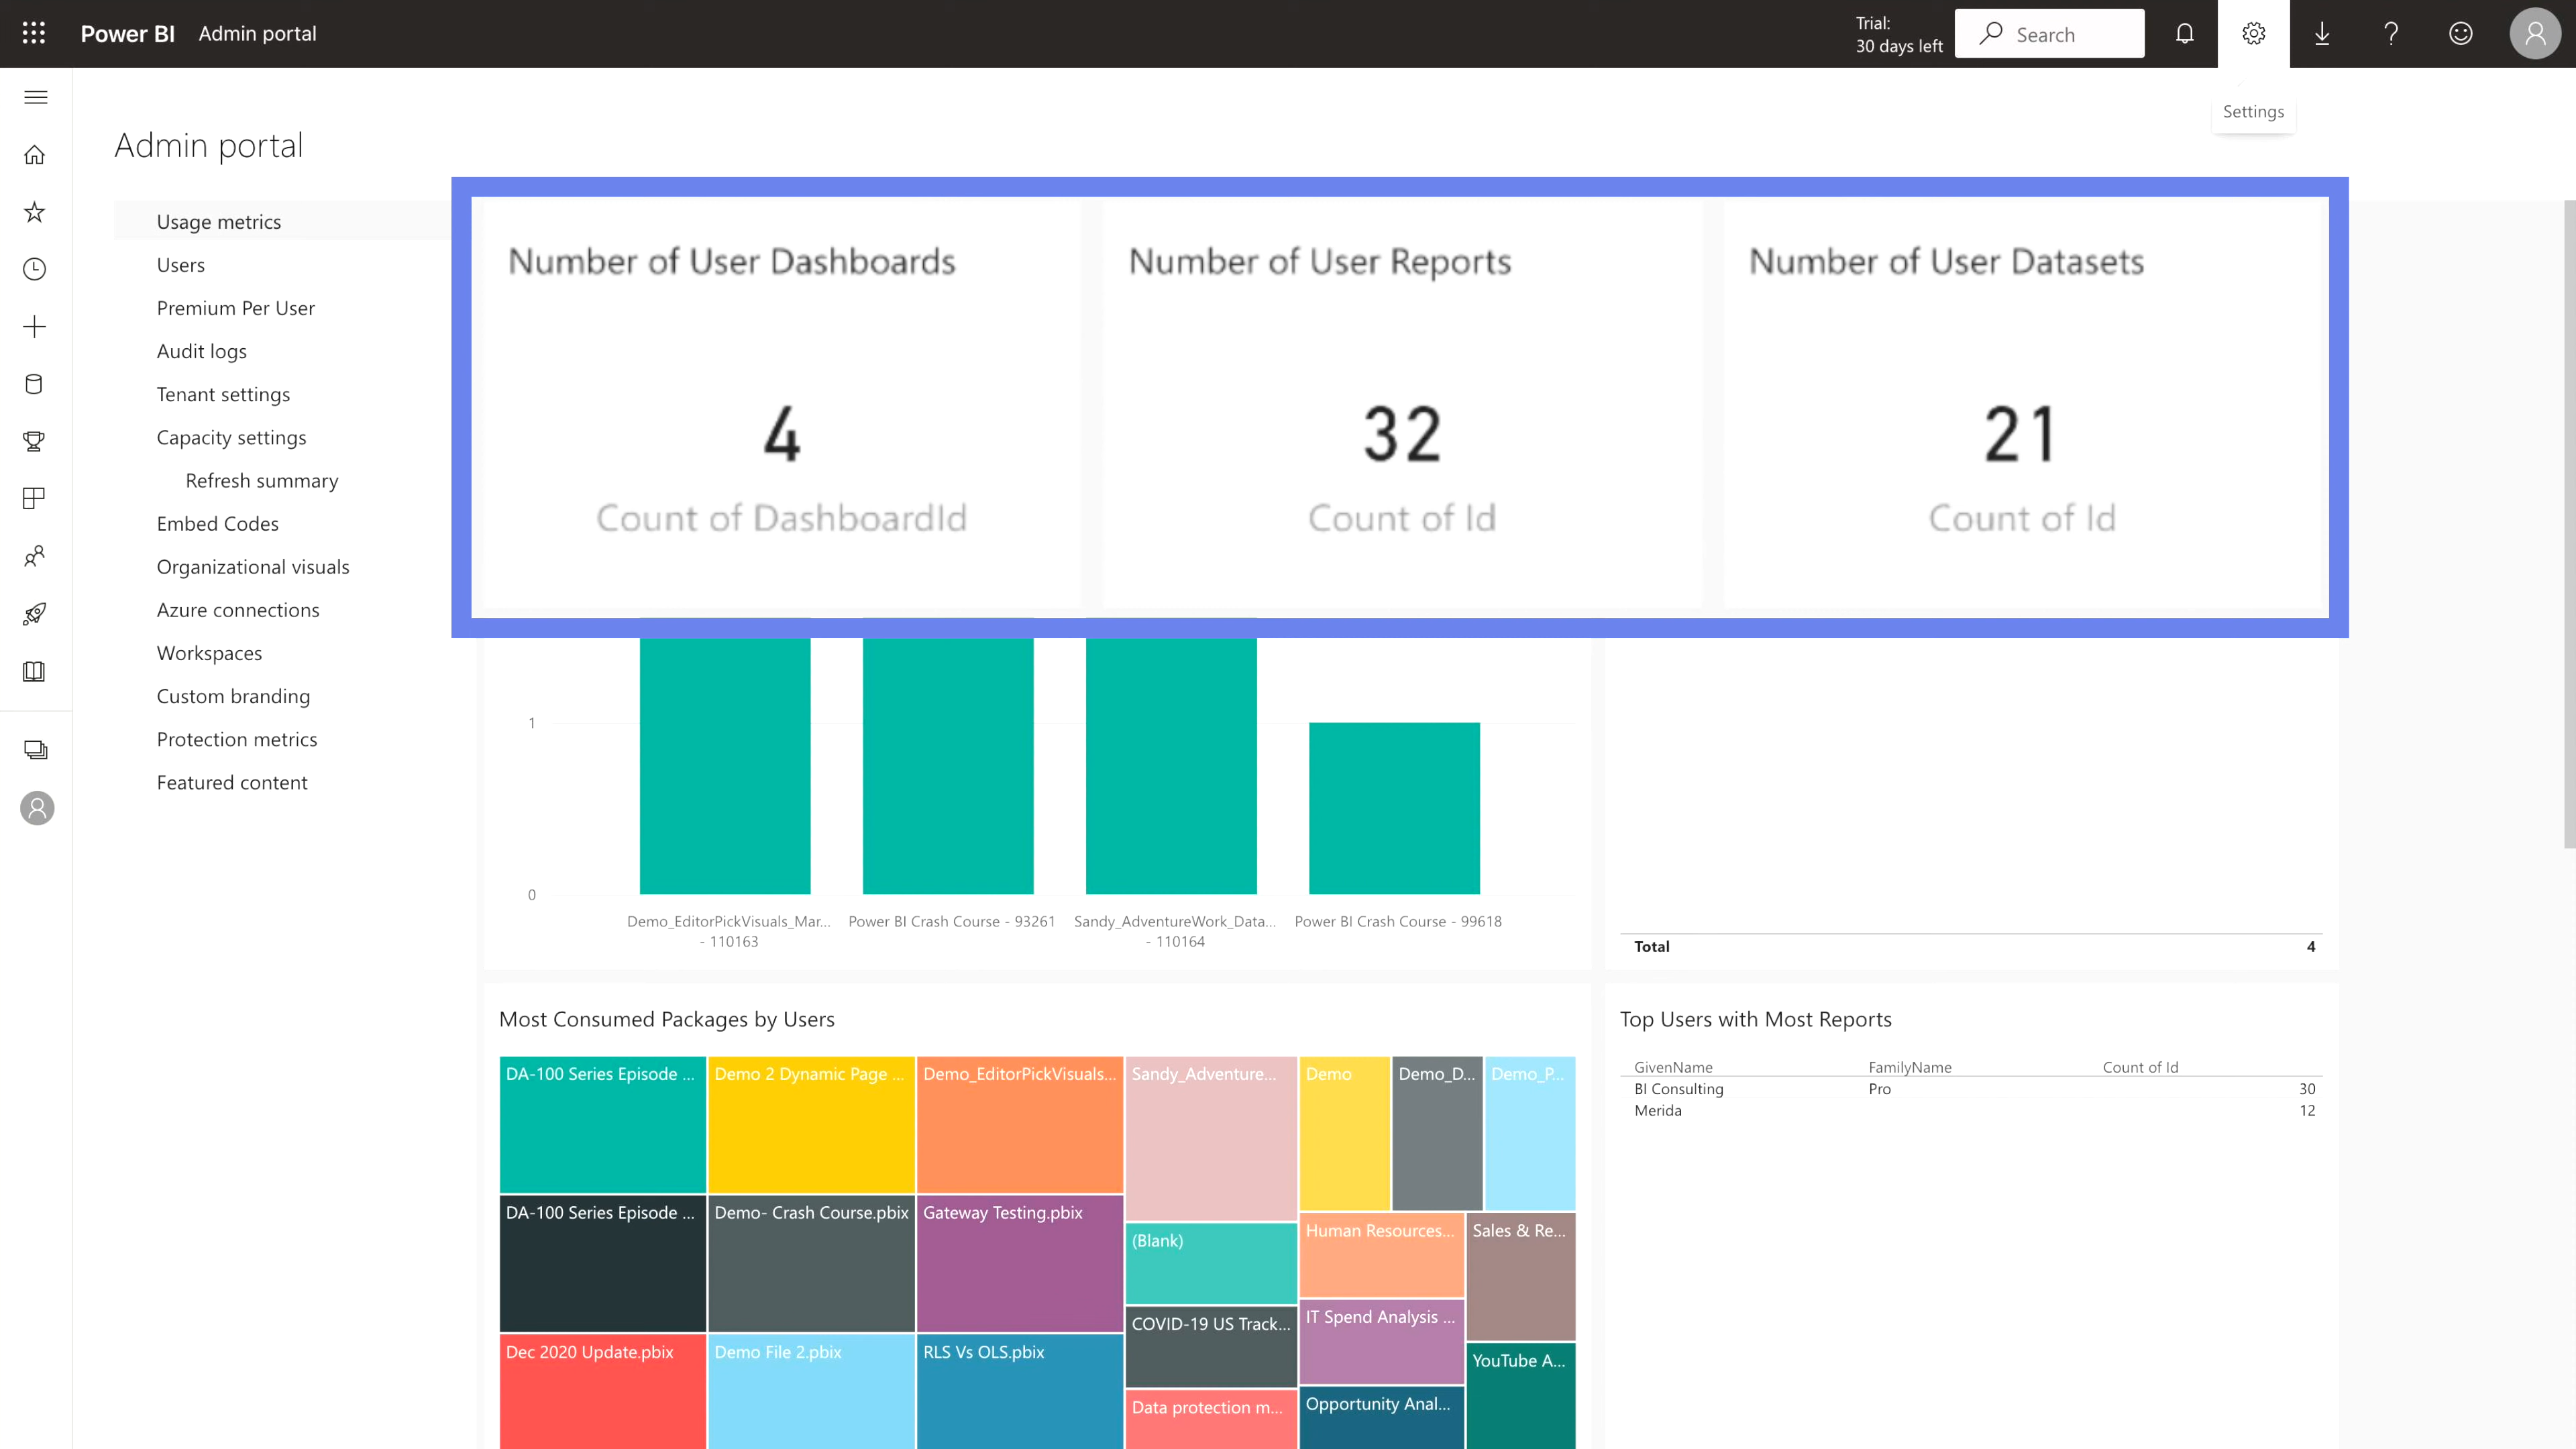 Power BI Admin portal
Trial:
30 days left
Search
Settings
Admin portal
Usage metrics
Users
Premium Per User
Audit logs
Tenant settings
Capacity settings
Refresh summary
Embed Codes
Organizational visuals
Azure connections
Workspaces
Custom branding
Protection metrics
Featured content
Number of User Dashboards
4
Count of DashboardId
Number of User Reports
32
Count of Id
Number of User Datasets
21
Count of Id
1
0
Demo_EditorPickVisuals_Mar...
- 110163
Power BI Crash Course - 93261
Sandy_AdventureWork_Data...
- 110164
Power BI Crash Course - 99618
Total 4
Most Consumed Packages by Users
DA-100 Series Episode ...
Demo 2 Dynamic Page ...
Demo_EditorPickVisuals...
Sandy_Adventure...
Demo
Demo_D...
Demo_P...
DA-100 Series Episode ...
Demo- Crash Course.pbix
Gateway Testing.pbix
(Blank)
Human Resources...
Sales & Re...
COVID-19 US Track...
IT Spend Analysis ...
Dec 2020 Update.pbix
Demo File 2.pbix
RLS Vs OLS.pbix
YouTube A...
Data protection m...
Opportunity Anal...
Top Users with Most Reports
GivenName FamilyName Count of Id
BI Consulting Pro 30
Merida 12